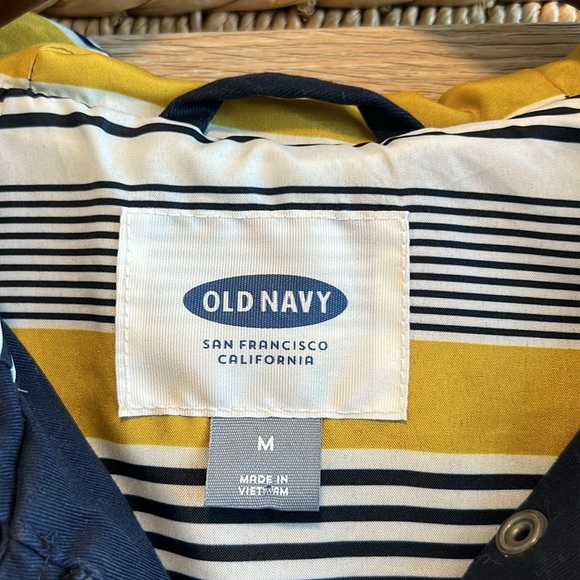 OLD NAVY
SAN FRANCISCO
CALIFORNIA
M
MADE IN
VIETNAM